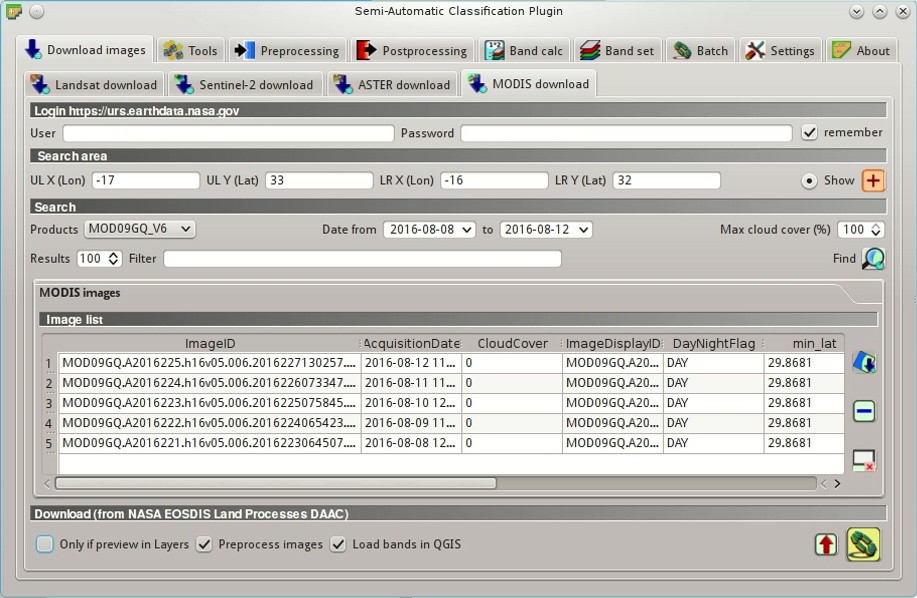 Semi-Automatic Classification Plugin
Download images Tools Preprocessing Postprocessing Band calc Band set Batch Settings About
Landsat download Sentinel-2 download ASTER download MODIS download
Login https://urs.earthdata.nasa.gov
User Password remember
Search area
UL X (Lon) -17 UL Y (Lat) 33 LR X (Lon) -16 LR Y (Lat) 32 Show
Search
Products MOD09GQ_V6 Date from 2016-08-08 to 2016-08-12 Max cloud cover (%) 100
Results 100 Filter Find
MODIS images
Image list
ImageID AcquisitionDate CloudCover ImageDisplayID DayNightFlag min_lat
1 MOD09GQ.A2016225.h16v05.006.2016227130257.... 2016-08-12 11... 0 MOD09GQ.A20... DAY 29.8681
2 MOD09GQ.A2016224.h16v05.006.2016226073347.... 2016-08-11 11... 0 MOD09GQ.A20... DAY 29.8681
3 MOD09GQ.A2016223.h16v05.006.2016225075845.... 2016-08-10 12... 0 MOD09GQ.A20... DAY 29.8681
4 MOD09GQ.A2016222.h16v05.006.2016224065423.... 2016-08-09 11... 0 MOD09GQ.A20... DAY 29.8681
5 MOD09GQ.A2016221.h16v05.006.2016223064507.... 2016-08-08 12... 0 MOD09GQ.A20... DAY 29.8681
Download (from NASA EOSDIS Land Processes DAAC)
Only if preview in Layers Preprocess images Load bands in QGIS